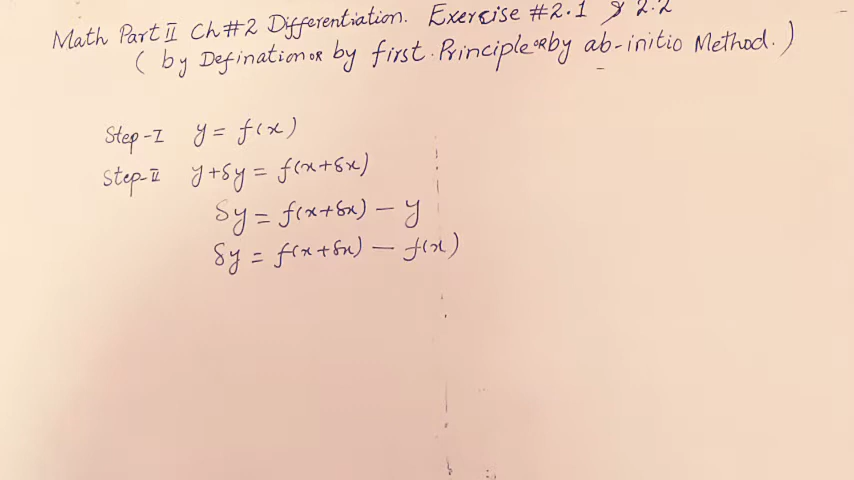 Math Part II Ch#2 Differentiation. Exercise #2.1 & 2.2
( by Defination OR by first Principle OR by ab-initio Method. )
Step-I y = f(x)
Step-II y+δy = f(x+δx)
δy = f(x+δx) - y
δy = f(x+δx) - f(x)